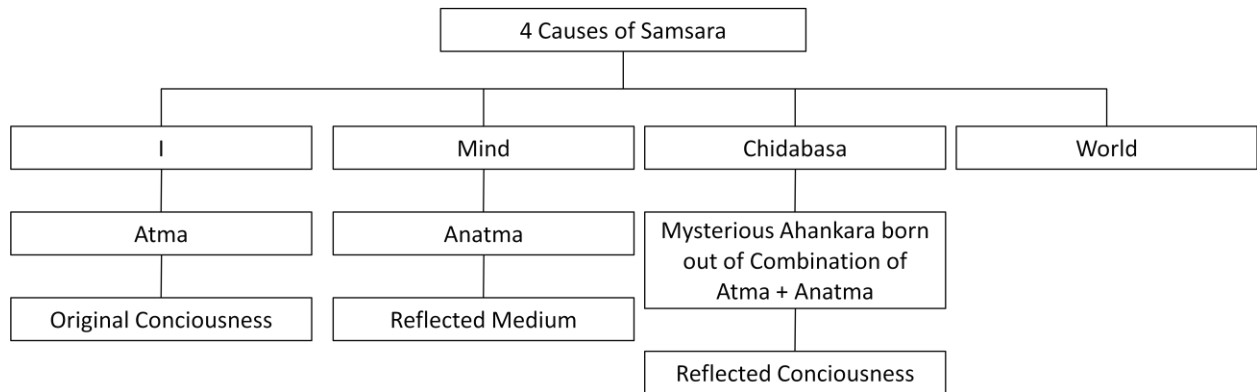 4 Causes of Samsara
I
Mind
Chidabasa
World
Atma
Anatma
Mysterious Ahankara born
out of Combination of
Atma + Anatma
Original Conciousness
Reflected Medium
Reflected Conciousness